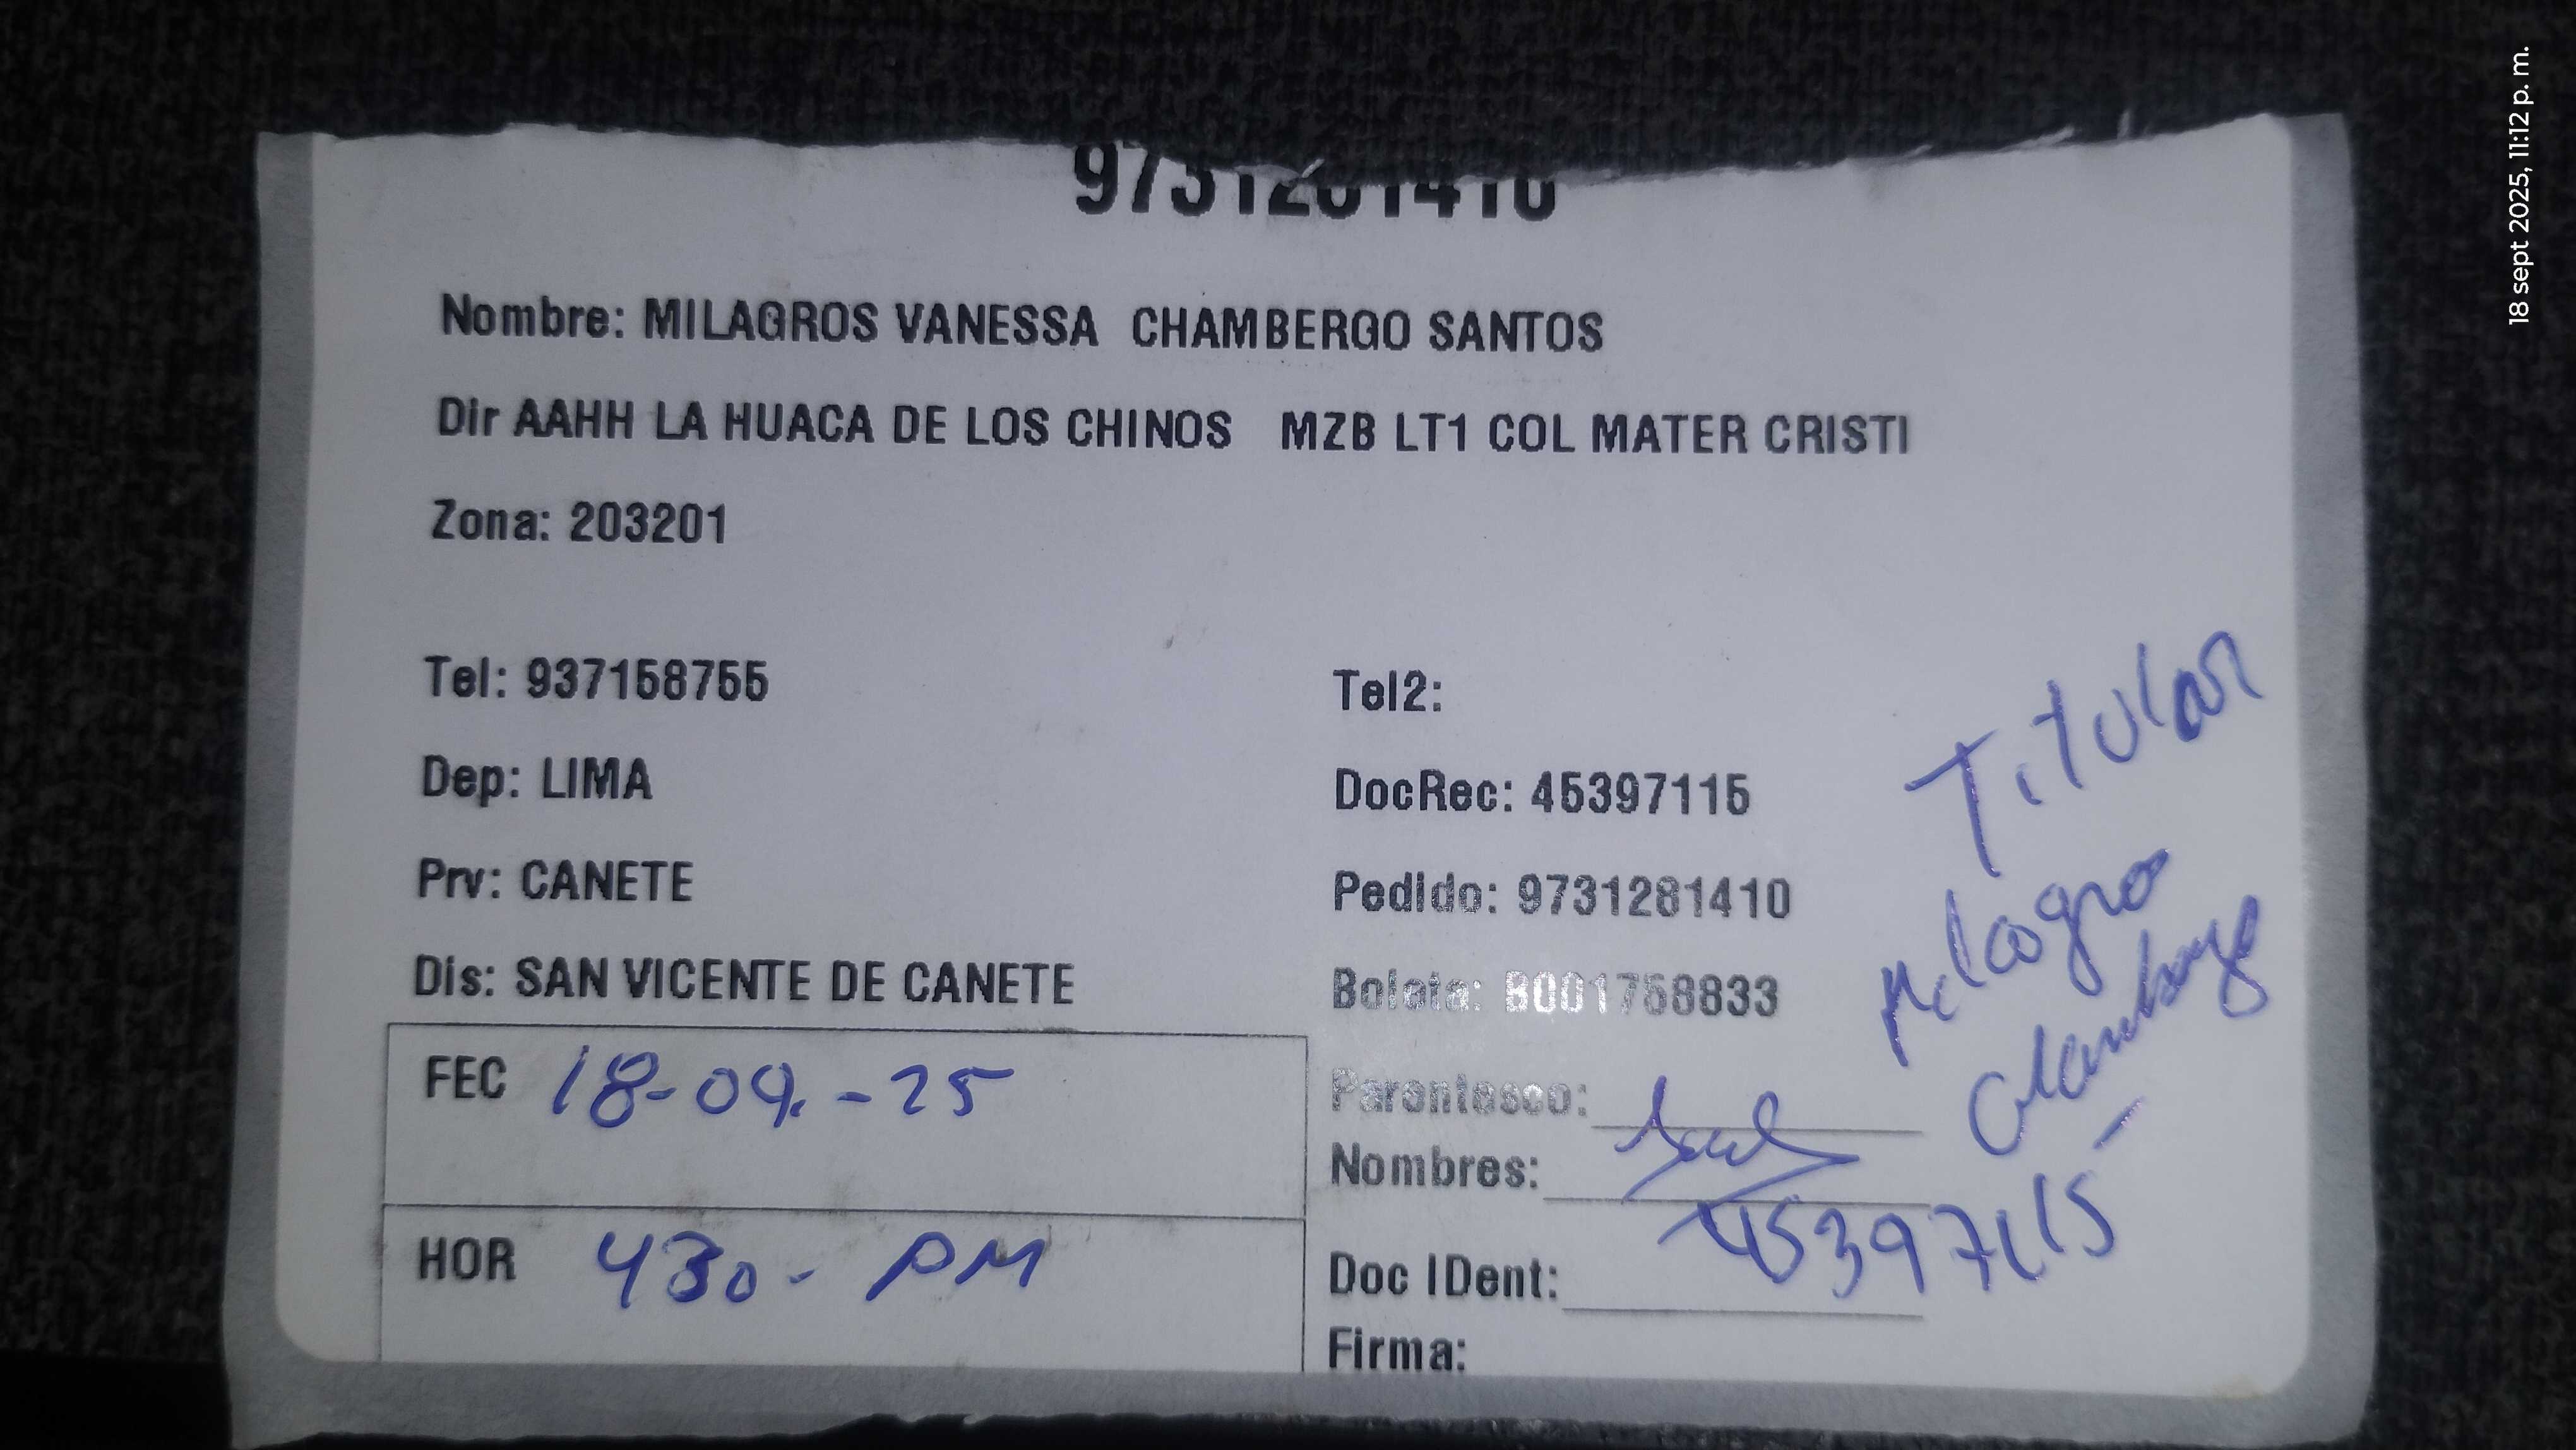 9731281410
Nombre: MILAGROS VANESSA CHAMBERGO SANTOS
Dir AAHH LA HUACA DE LOS CHINOS MZB LT1 COL MATER CRISTI
Zona: 203201
Tel: 937158755
Tel2:
Dep: LIMA
DocRec: 45397115
Prv: CANETE
Pedido: 9731281410
Dis: SAN VICENTE DE CANETE
Boleta: B001758833
FEC 18-09.-25
Parentesco:
Nombres:
HOR 430- PM
Doc IDent: 45397115
Firma:
Titular
Milagro
Chambergo
18 sept 2025, 11:12 p. m.